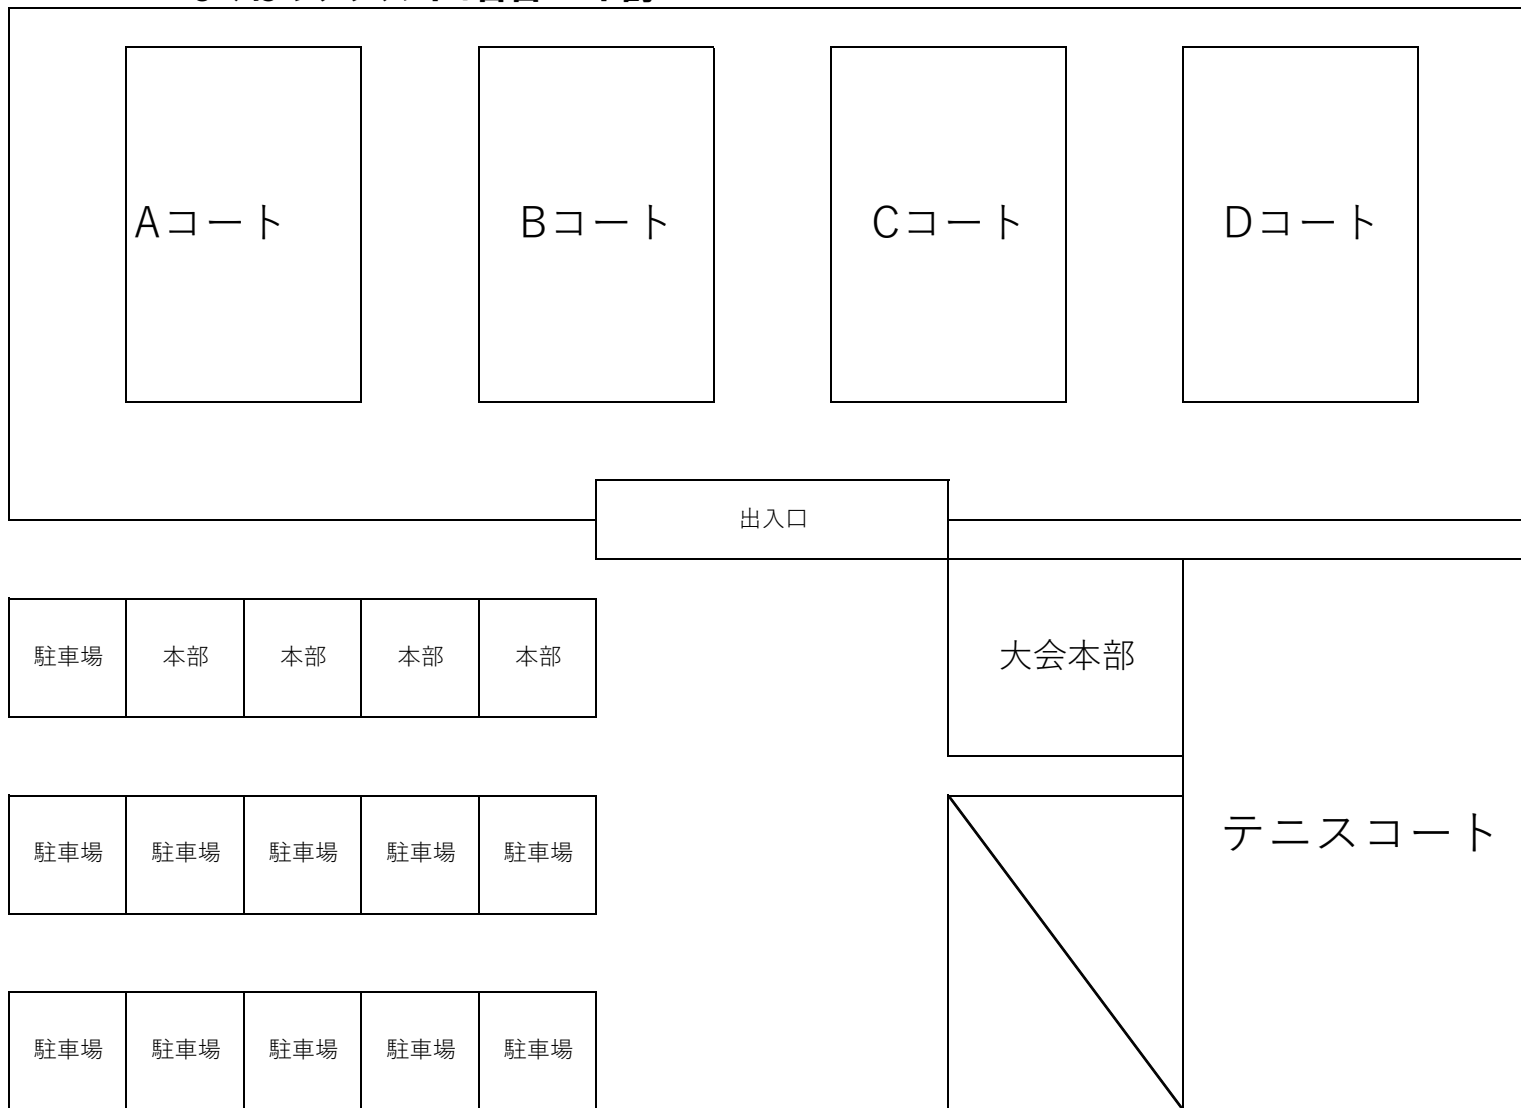 Aコート Bコート Cコート Dコート
出入口
駐車場 本部 本部 本部 本部 大会本部
駐車場 駐車場 駐車場 駐車場 駐車場 テニスコート
駐車場 駐車場 駐車場 駐車場 駐車場